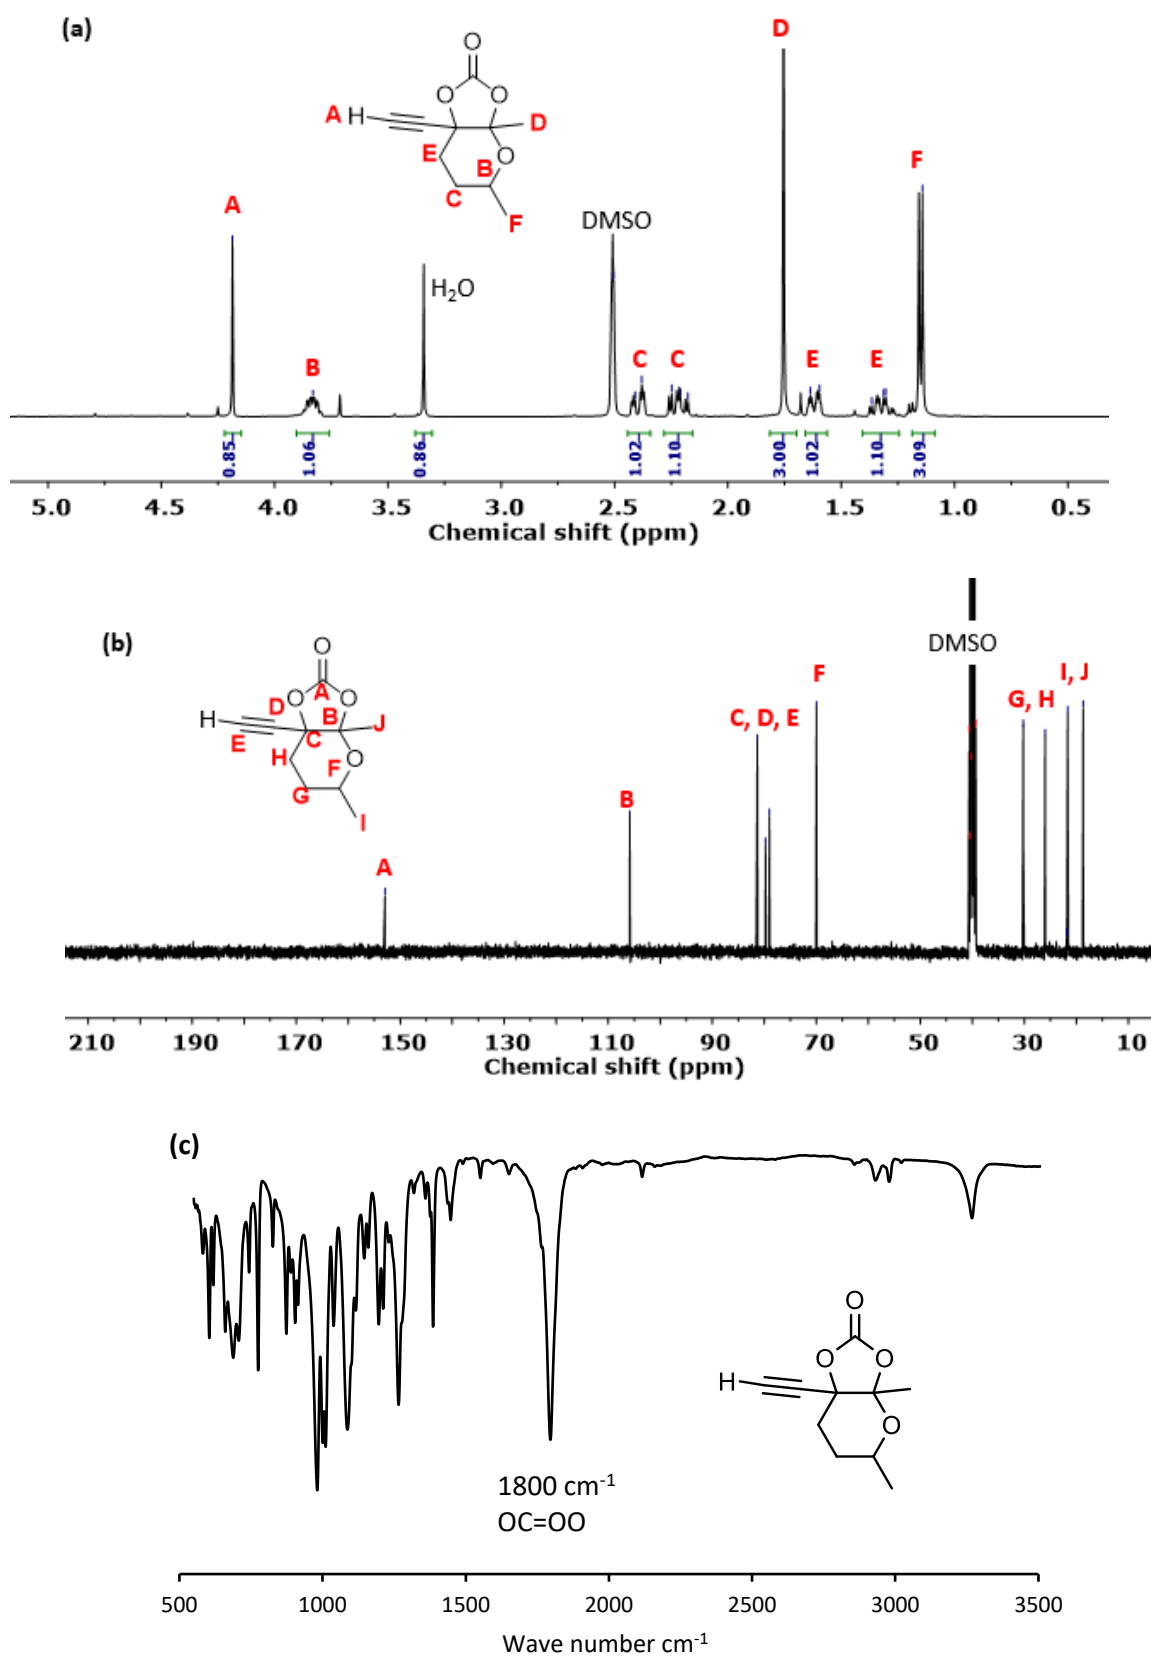 (a)
O
O O
A H D
E B O
C
F
A
B
H₂O
DMSO
C C
D
E E
F
0.85 1.06 0.86 1.02 1.10 3.00 1.02 1.10 3.09
5.0 4.5 4.0 3.5 3.0 2.5 2.0 1.5 1.0 0.5
Chemical shift (ppm)
(b)
O
O A O
D B J
H E C
H F O
G
I
A
B
C, D, E
F
DMSO
G, H
I, J
210 190 170 150 130 110 90 70 50 30 10
Chemical shift (ppm)
(c)
O
O O
H
O
1800 cm⁻¹
OC=OO
500 1000 1500 2000 2500 3000 3500
Wave number cm⁻¹